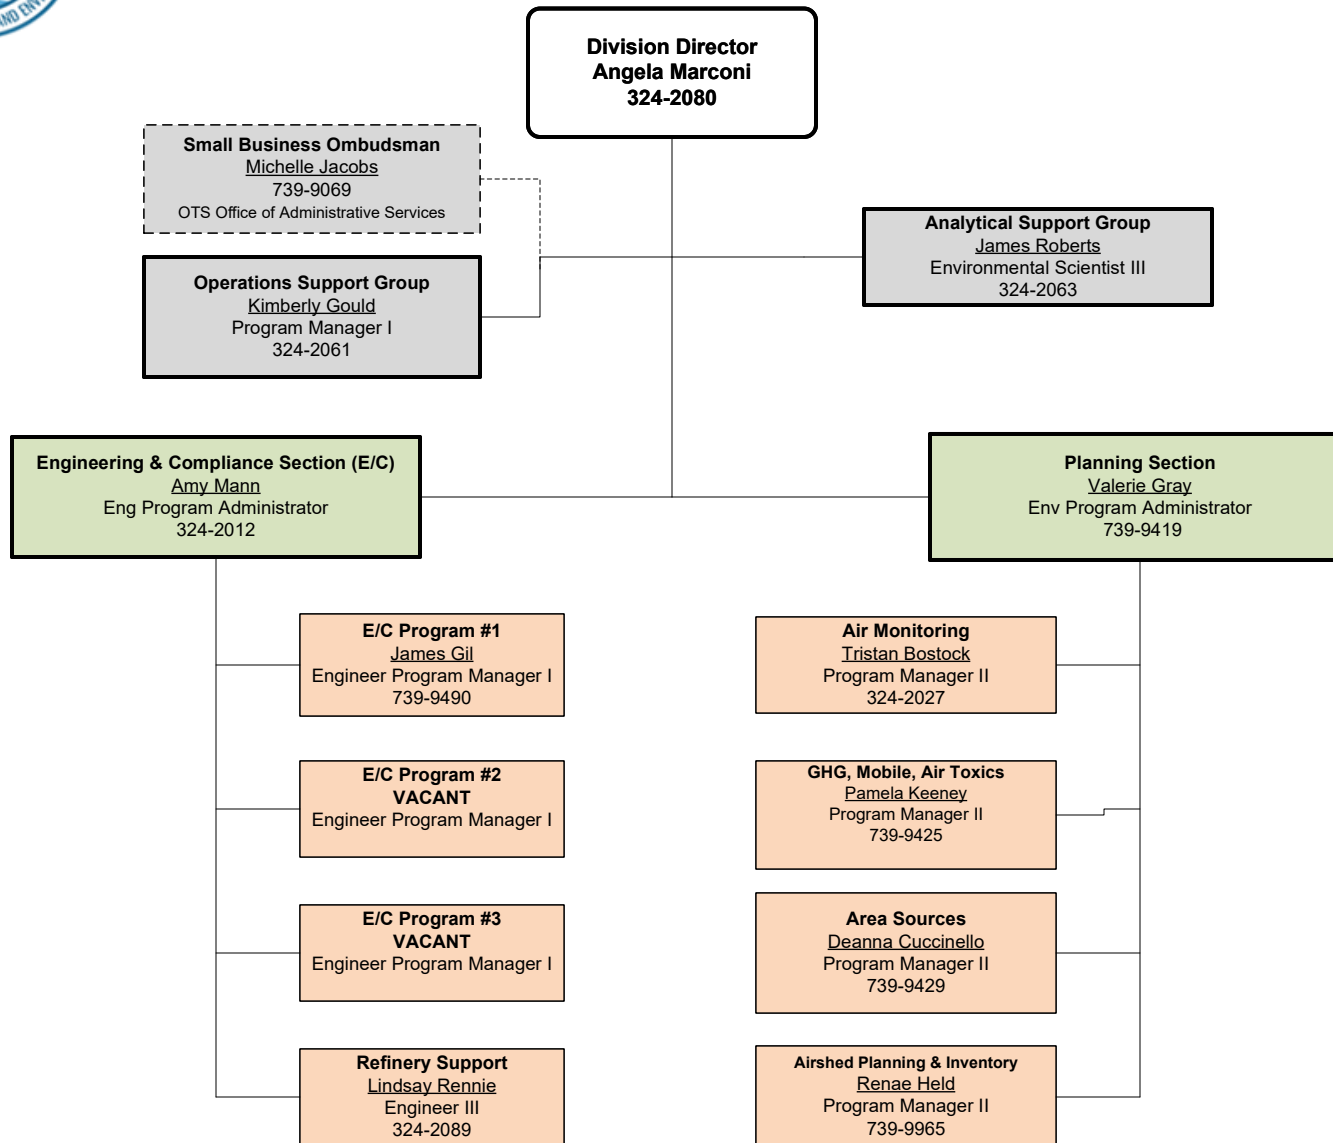 AND ENVI
Division Director
Angela Marconi
324-2080
Small Business Ombudsman
Michelle Jacobs
739-9069
OTS Office of Administrative Services
Analytical Support Group
James Roberts
Environmental Scientist III
324-2063
Operations Support Group
Kimberly Gould
Program Manager I
324-2061
Engineering & Compliance Section (E/C)
Amy Mann
Eng Program Administrator
324-2012
Planning Section
Valerie Gray
Env Program Administrator
739-9419
E/C Program #1
James Gil
Engineer Program Manager I
739-9490
E/C Program #2
VACANT
Engineer Program Manager I
E/C Program #3
VACANT
Engineer Program Manager I
Refinery Support
Lindsay Rennie
Engineer III
324-2089
Air Monitoring
Tristan Bostock
Program Manager II
324-2027
GHG, Mobile, Air Toxics
Pamela Keeney
Program Manager II
739-9425
Area Sources
Deanna Cuccinello
Program Manager II
739-9429
Airshed Planning & Inventory
Renae Held
Program Manager II
739-9965